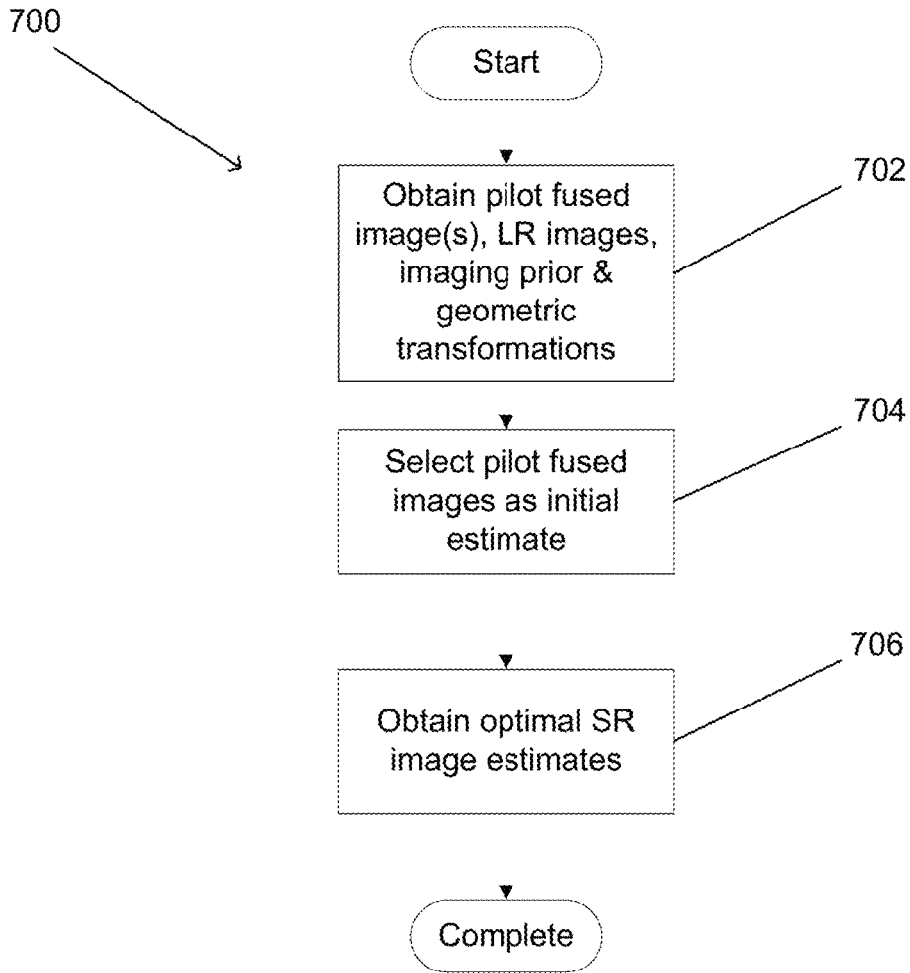 700
Start
702
Obtain pilot fused
image(s), LR images,
imaging prior &
geometric
transformations
704
Select pilot fused
images as initial
estimate
706
Obtain optimal SR
image estimates
Complete